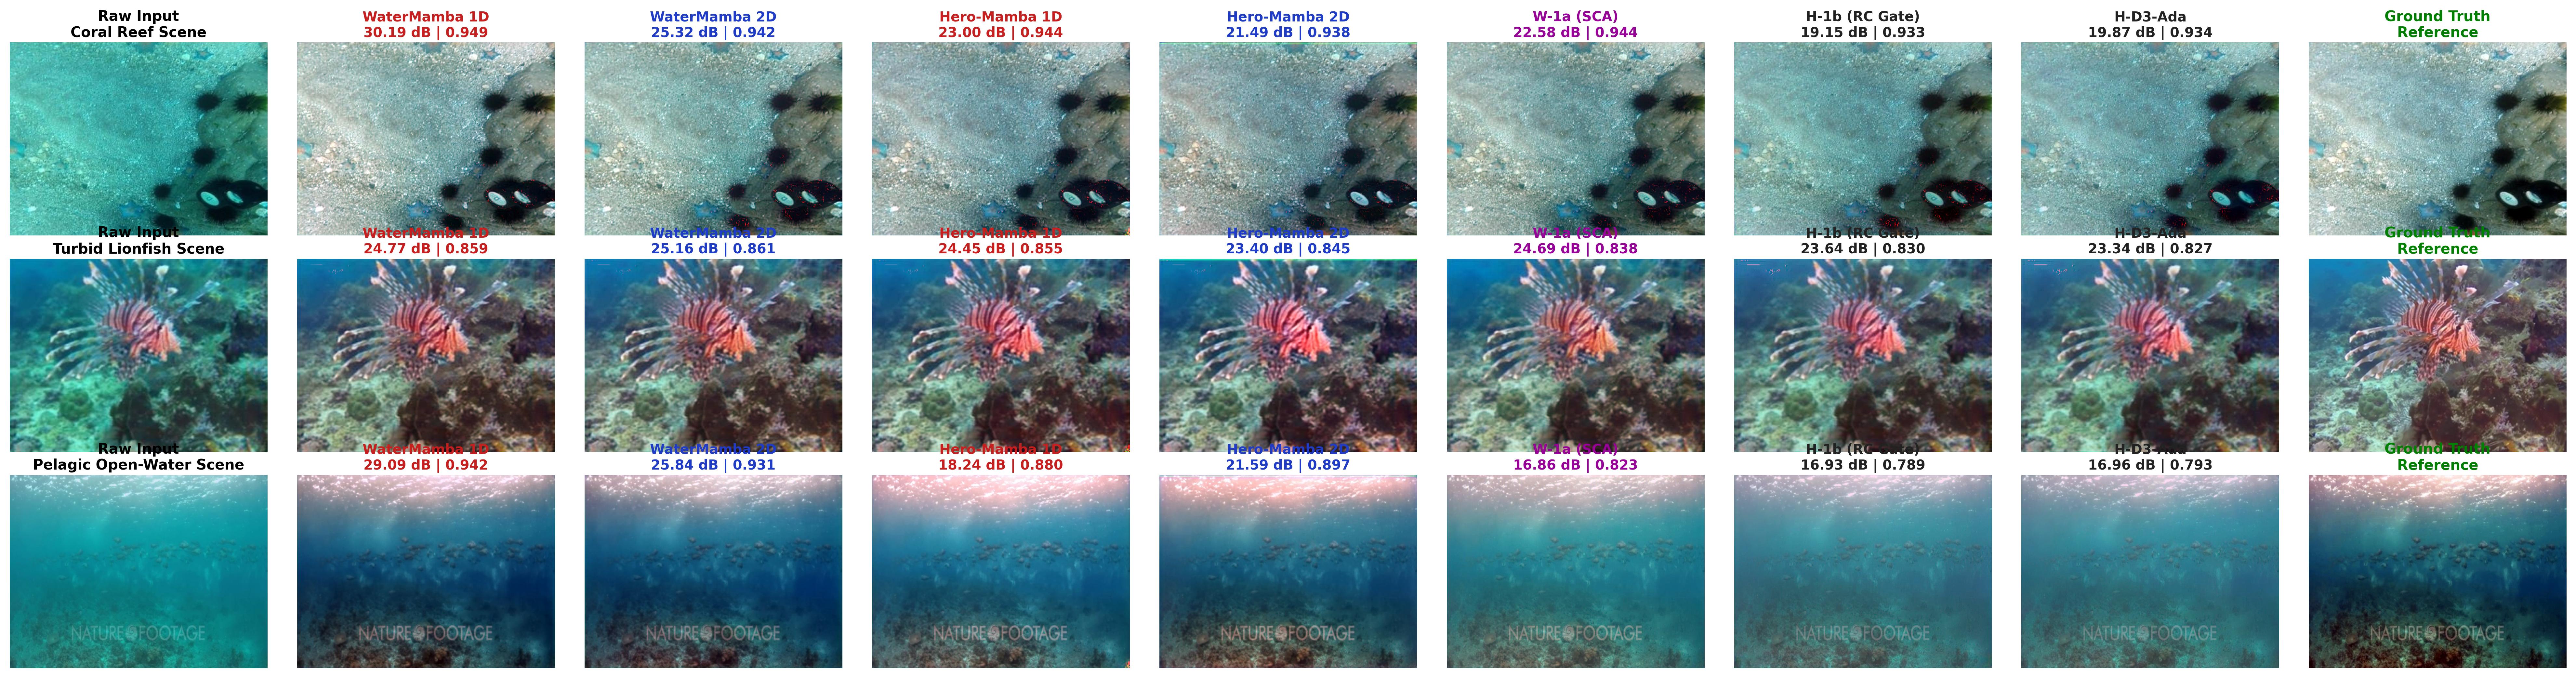 Raw Input
Coral Reef Scene
WaterMamba 1D
30.19 dB | 0.949
WaterMamba 2D
25.32 dB | 0.942
Hero-Mamba 1D
23.00 dB | 0.944
Hero-Mamba 2D
21.49 dB | 0.938
W-1a (SCA)
22.58 dB | 0.944
H-1b (RC Gate)
19.15 dB | 0.933
H-D3-Ada
19.87 dB | 0.934
Ground Truth
Reference
Raw Input
Turbid Lionfish Scene
WaterMamba 1D
24.77 dB | 0.859
WaterMamba 2D
25.16 dB | 0.861
Hero-Mamba 1D
24.45 dB | 0.855
Hero-Mamba 2D
23.40 dB | 0.845
W-1a (SCA)
24.69 dB | 0.838
H-1b (RC Gate)
23.64 dB | 0.830
H-D3-Ada
23.34 dB | 0.827
Ground Truth
Reference
Raw Input
Pelagic Open-Water Scene
WaterMamba 1D
29.09 dB | 0.942
WaterMamba 2D
25.84 dB | 0.931
Hero-Mamba 1D
18.24 dB | 0.880
Hero-Mamba 2D
21.59 dB | 0.897
W-1a (SCA)
16.86 dB | 0.823
H-1b (RC Gate)
16.93 dB | 0.789
H-D3-Ada
16.96 dB | 0.793
Ground Truth
Reference
NATURE FOOTAGE
NATURE FOOTAGE
NATURE FOOTAGE
NATURE FOOTAGE
NATURE FOOTAGE
NATURE FOOTAGE
NATURE FOOTAGE
NATURE FOOTAGE
NATURE FOOTAGE